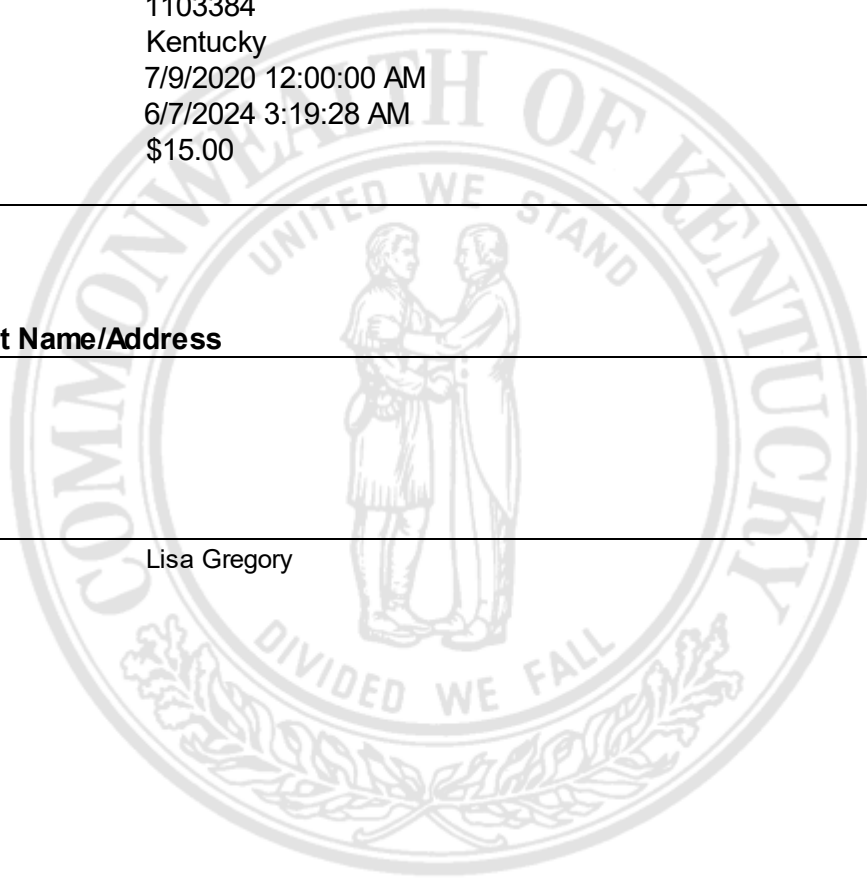 1103384
Kentucky
7/9/2020 12:00:00 AM
6/7/2024 3:19:28 AM
$15.00
COMMONWEALTH OF KENTUCKY
UNITED WE STAND
t Name/Address
Lisa Gregory
DIVIDED WE FALL